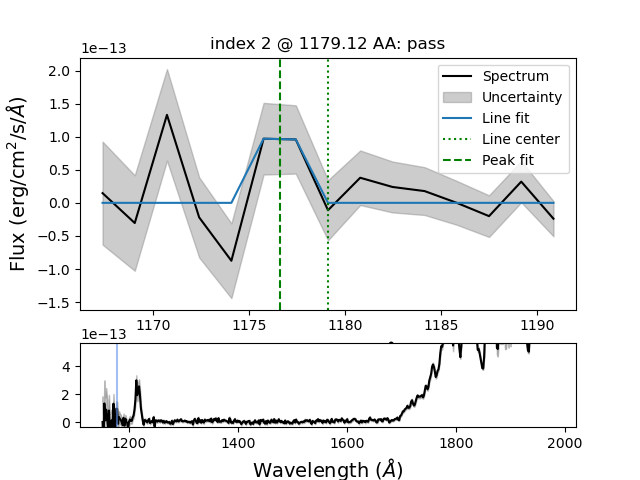 index 2 @ 1179.12 AA: pass
1e−13
2.0
1.5
1.0
0.5
0.0
−0.5
−1.0
−1.5
Flux (erg/cm²/s/Å)
Spectrum
Uncertainty
Line fit
Line center
Peak fit
1170 1175 1180 1185 1190
1e−13
4
2
0
1200 1400 1600 1800 2000
Wavelength (Å)